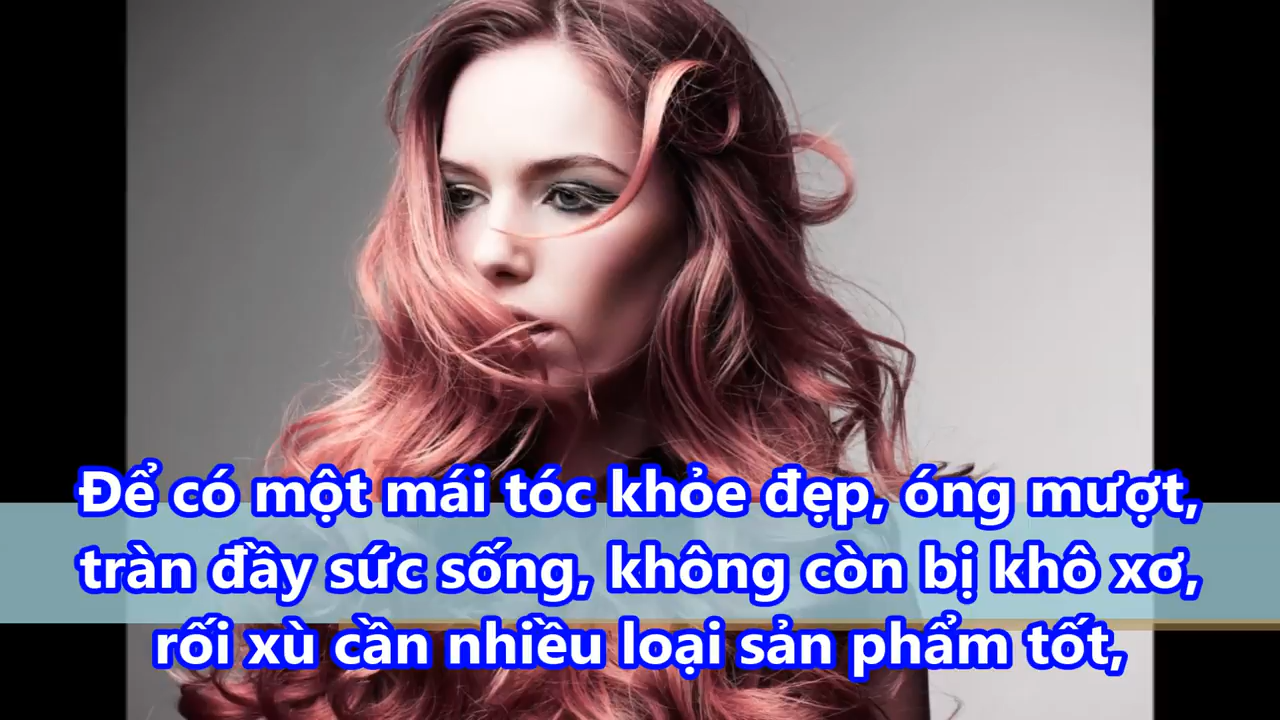 Để có một mái tóc khỏe đẹp, óng mượt,
tràn đầy sức sống, không còn bị khô xơ,
rối xù cần nhiều loại sản phẩm tốt,